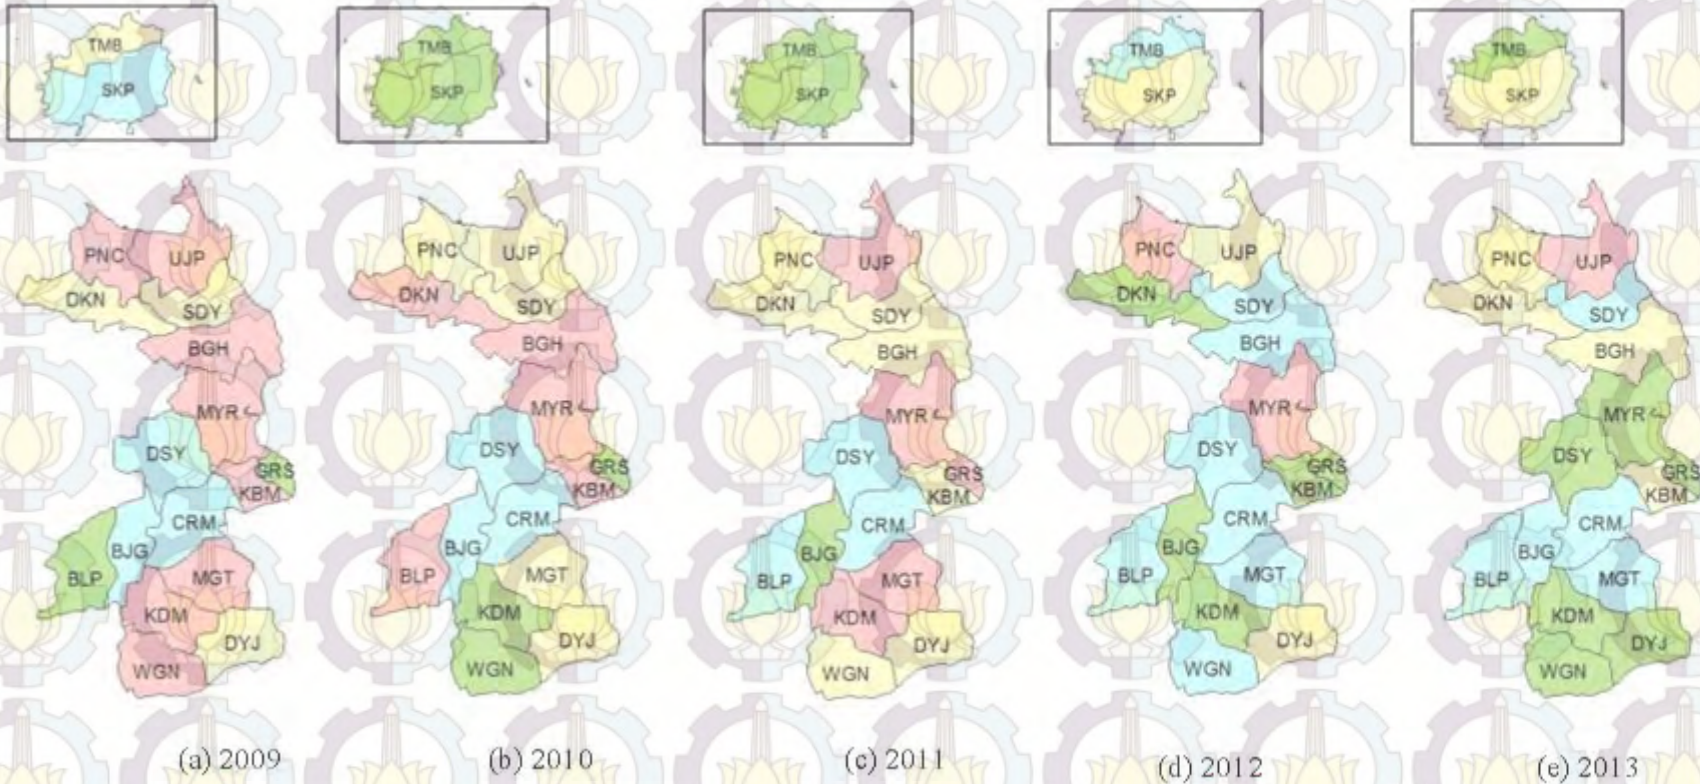 TMB
SKP
PNC
UJP
DKN
SDY
BGH
MYR
DSY
GRS
KBM
CRM
BJG
BLP
MGT
KDM
DYJ
WGN
(a) 2009
TMB
SKP
PNC
UJP
DKN
SDY
BGH
MYR
DSY
GRS
KBM
CRM
BJG
BLP
MGT
KDM
DYJ
WGN
(b) 2010
TMB
SKP
PNC
UJP
DKN
SDY
BGH
MYR
DSY
GRS
KBM
CRM
BJG
BLP
MGT
KDM
DYJ
WGN
(c) 2011
TMB
SKP
PNC
UJP
DKN
SDY
BGH
MYR
DSY
GRS
KBM
CRM
BJG
BLP
MGT
KDM
DYJ
WGN
(d) 2012
TMB
SKP
PNC
UJP
DKN
SDY
BGH
MYR
DSY
GRS
KBM
CRM
BJG
BLP
MGT
KDM
DYJ
WGN
(e) 2013